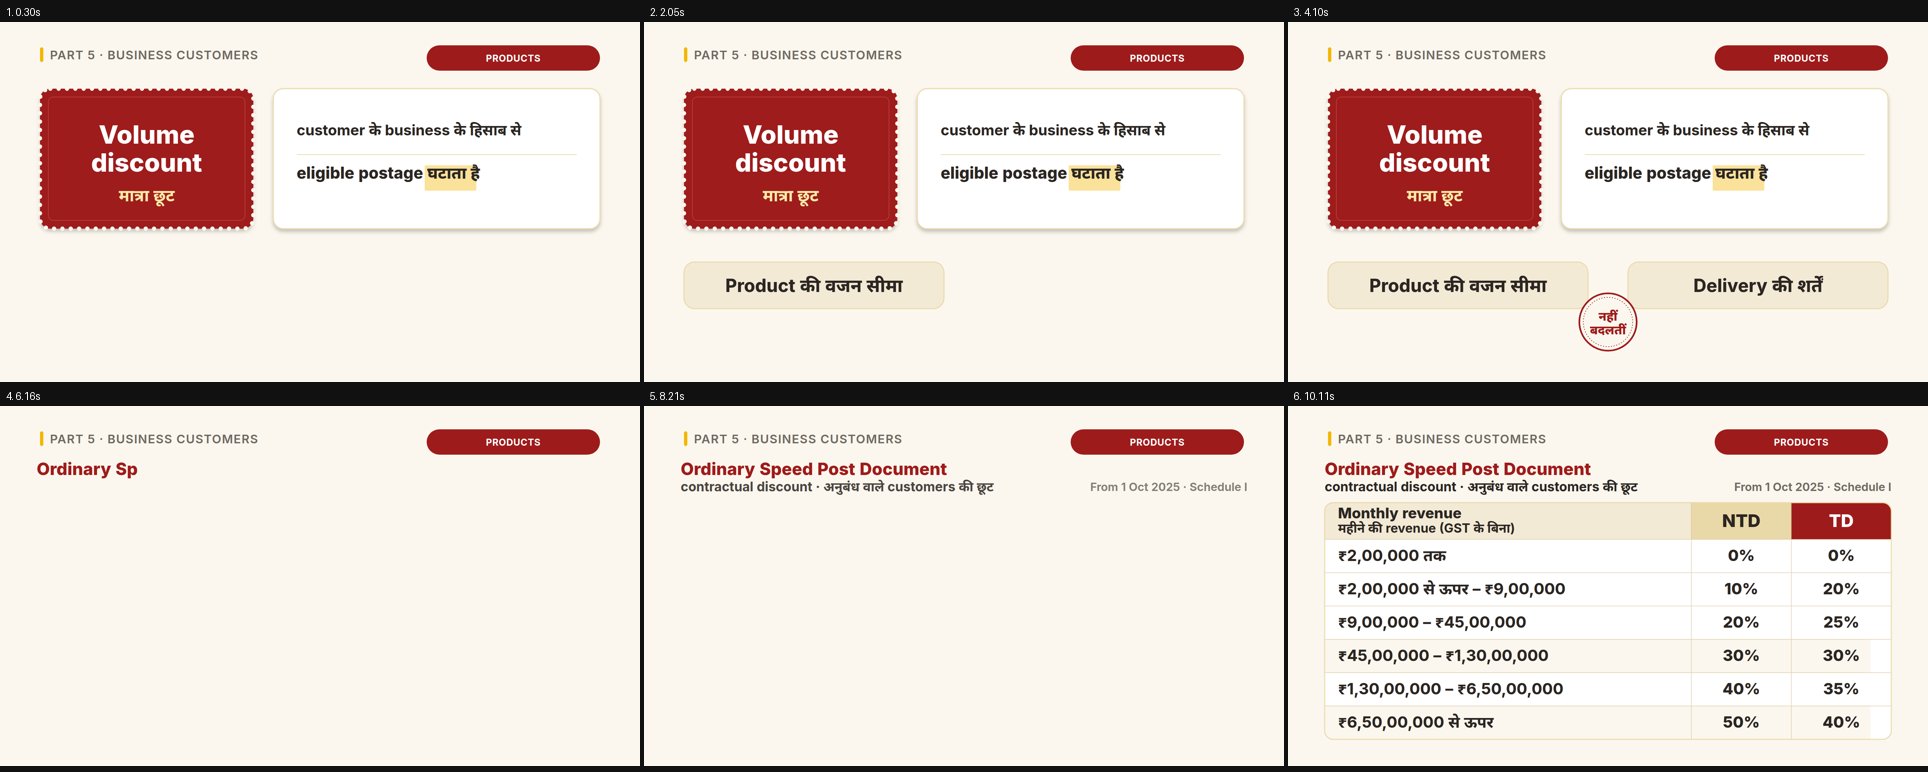 1. 0.30s
PART 5 · BUSINESS CUSTOMERS
PRODUCTS
Volume
discount
मात्रा छूट
customer के business के हिसाब से
eligible postage घटाता है
2. 2.05s
PART 5 · BUSINESS CUSTOMERS
PRODUCTS
Volume
discount
मात्रा छूट
customer के business के हिसाब से
eligible postage घटाता है
Product की वजन सीमा
3. 4.10s
PART 5 · BUSINESS CUSTOMERS
PRODUCTS
Volume
discount
मात्रा छूट
customer के business के हिसाब से
eligible postage घटाता है
Product की वजन सीमा
Delivery की शर्तें
नहीं
बदलतीं
4. 6.16s
PART 5 · BUSINESS CUSTOMERS
PRODUCTS
Ordinary Sp
5. 8.21s
PART 5 · BUSINESS CUSTOMERS
PRODUCTS
Ordinary Speed Post Document
contractual discount · अनुबंध वाले customers की छूट
From 1 Oct 2025 · Schedule I
6. 10.11s
PART 5 · BUSINESS CUSTOMERS
PRODUCTS
Ordinary Speed Post Document
contractual discount · अनुबंध वाले customers की छूट
From 1 Oct 2025 · Schedule I
Monthly revenue
महीने की revenue (GST के बिना)
NTD
TD
₹2,00,000 तक 0% 0%
₹2,00,000 से ऊपर – ₹9,00,000 10% 20%
₹9,00,000 – ₹45,00,000 20% 25%
₹45,00,000 – ₹1,30,00,000 30% 30%
₹1,30,00,000 – ₹6,50,00,000 40% 35%
₹6,50,00,000 से ऊपर 50% 40%